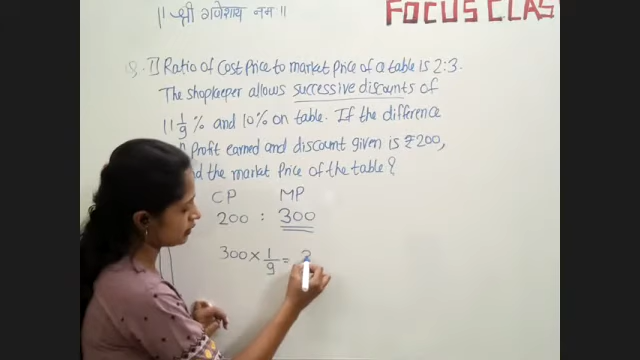 || श्री गणेशाय नमः ||
FOCUS CLAS
Q. 1] Ratio of Cost Price to market price of a table is 2:3.
The shopkeeper allows successive discounts of
11 1/9 % and 10% on table. If the difference
Profit earned and discount given is ₹200,
the market Price of the table?
CP MP
200 : 300
300 × 1/9 =